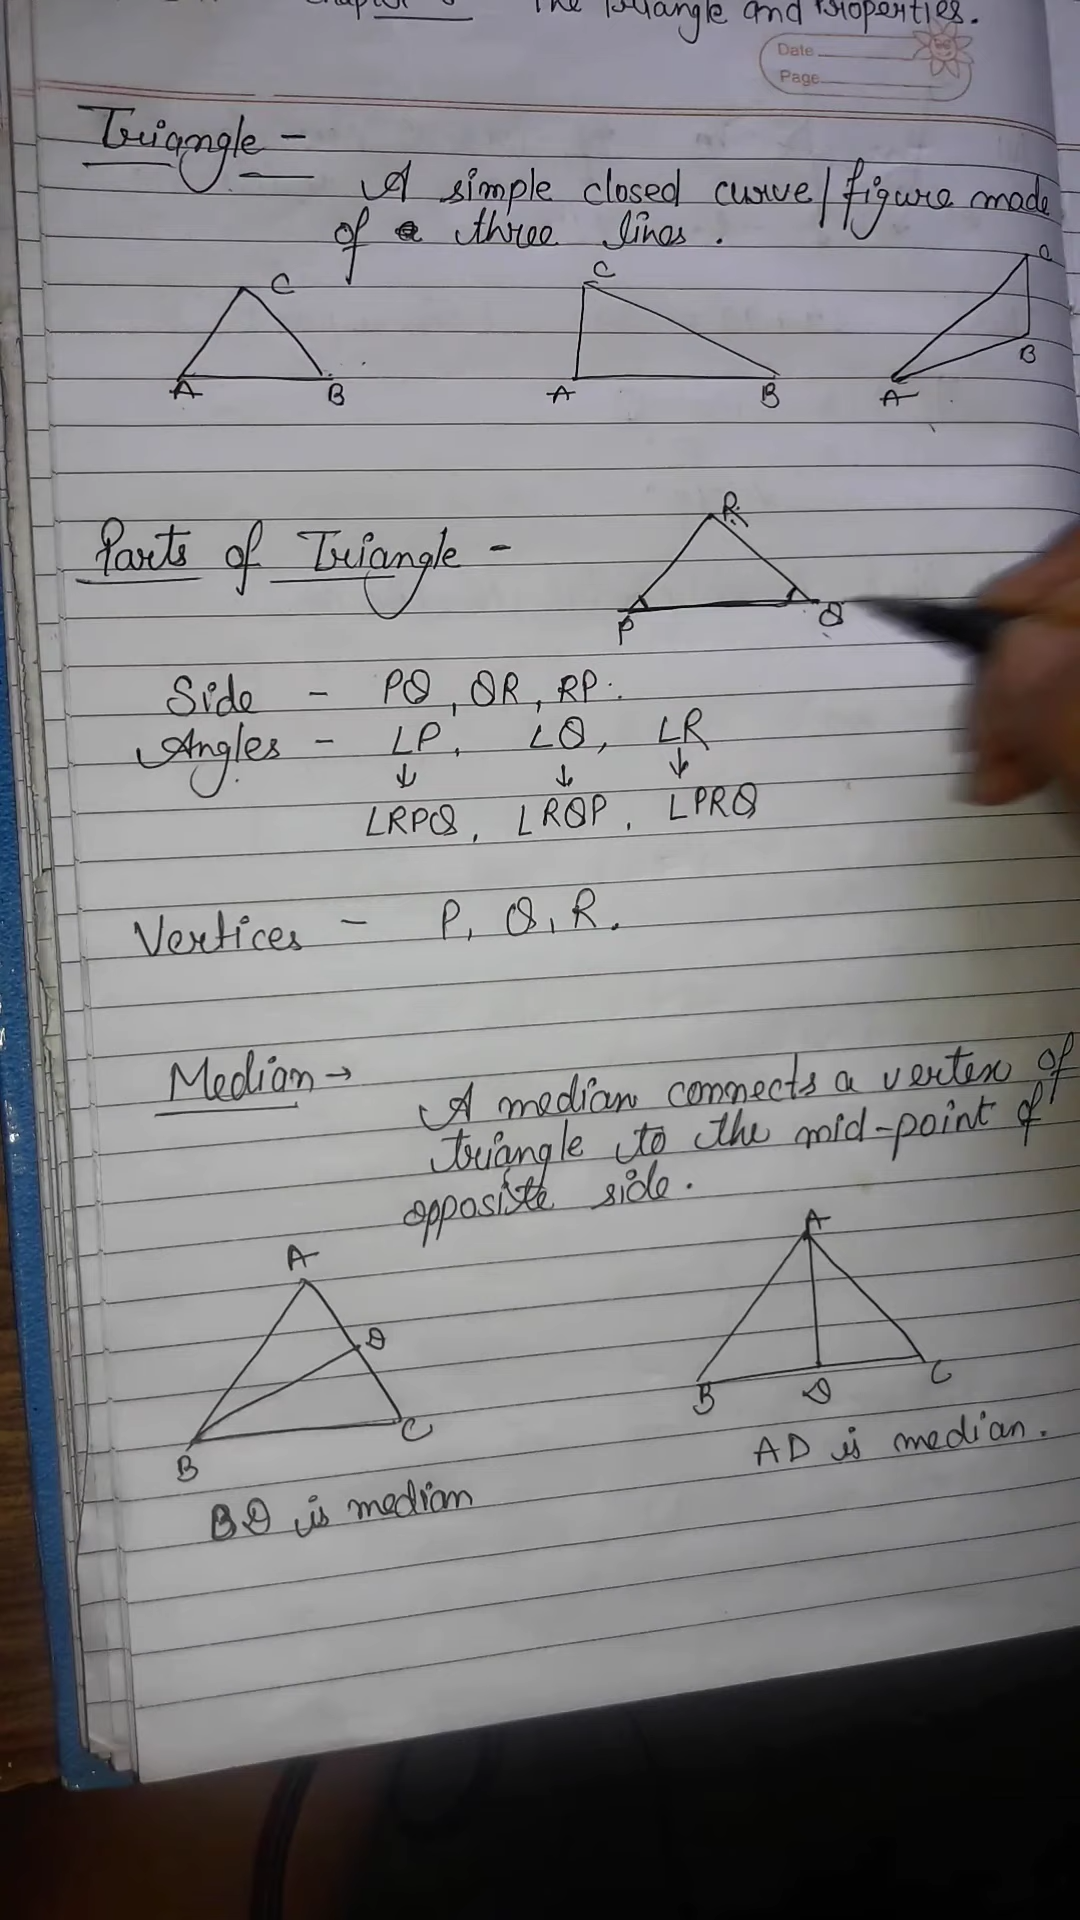 The Triangle and Properties.
Date
Page
Triangle -
A simple closed curve/figure made
of three lines.
C
C
C
A B
A B
A B
Parts of Triangle -
R
P Q
Side - PQ, QR, RP.
Angles - ∠P, ∠Q, ∠R
↓ ↓ ↓
∠RPQ, ∠RQP, ∠PRQ
Vertices - P, Q, R.
Median →
A median connects a vertex of
triangle to the mid-point of
opposite side.
A
D
B C
BD is median
A
B D C
AD is median.